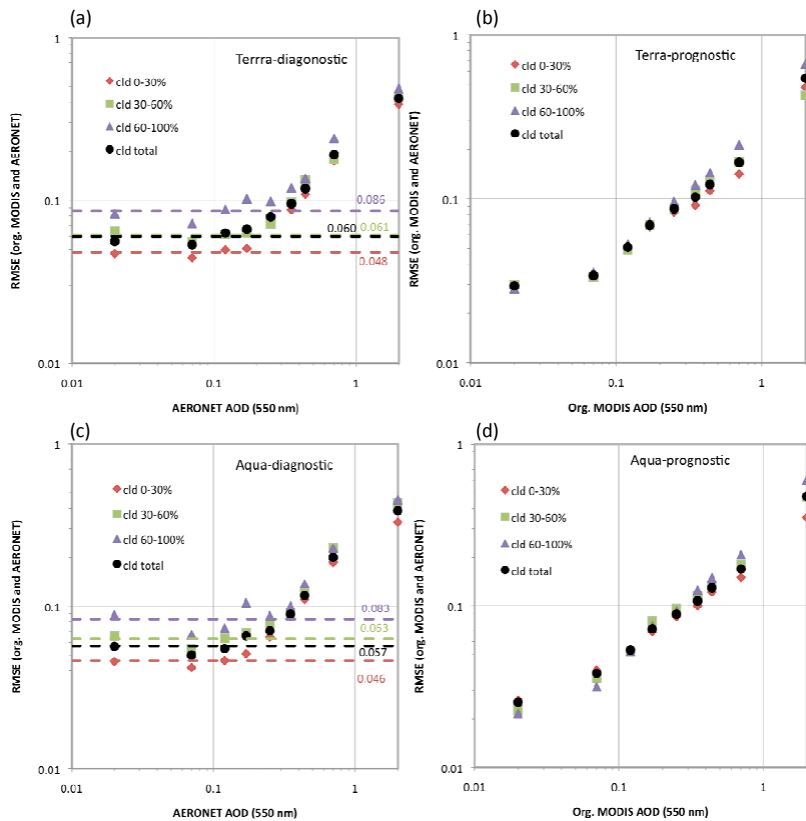 (a)
(b)
1
Terrra-diagonostic
cld 0-30%
cld 30-60%
cld 60-100%
cld total
0.1
0.086
0.060
0.061
0.048
0.01
0.01
0.1
1
RMSE (org. MODIS and AERONET)
AERONET AOD (550 nm)
1
Terra-prognostic
cld 0-30%
cld 30-60%
cld 60-100%
cld total
0.1
0.01
0.01
0.1
1
RMSE (org. MODIS and AERONET)
Org. MODIS AOD (550 nm)
(c)
(d)
1
Aqua-diagnostic
cld 0-30%
cld 30-60%
cld 60-100%
cld total
0.1
0.083
0.063
0.057
0.046
0.01
0.01
0.1
1
RMSE (org. MODIS and AERONET)
AERONET AOD (550 nm)
1
Aqua-prognostic
cld 0-30%
cld 30-60%
cld 60-100%
cld total
0.1
0.01
0.01
0.1
1
RMSE (org. MODIS and AERONET)
Org. MODIS AOD (550 nm)